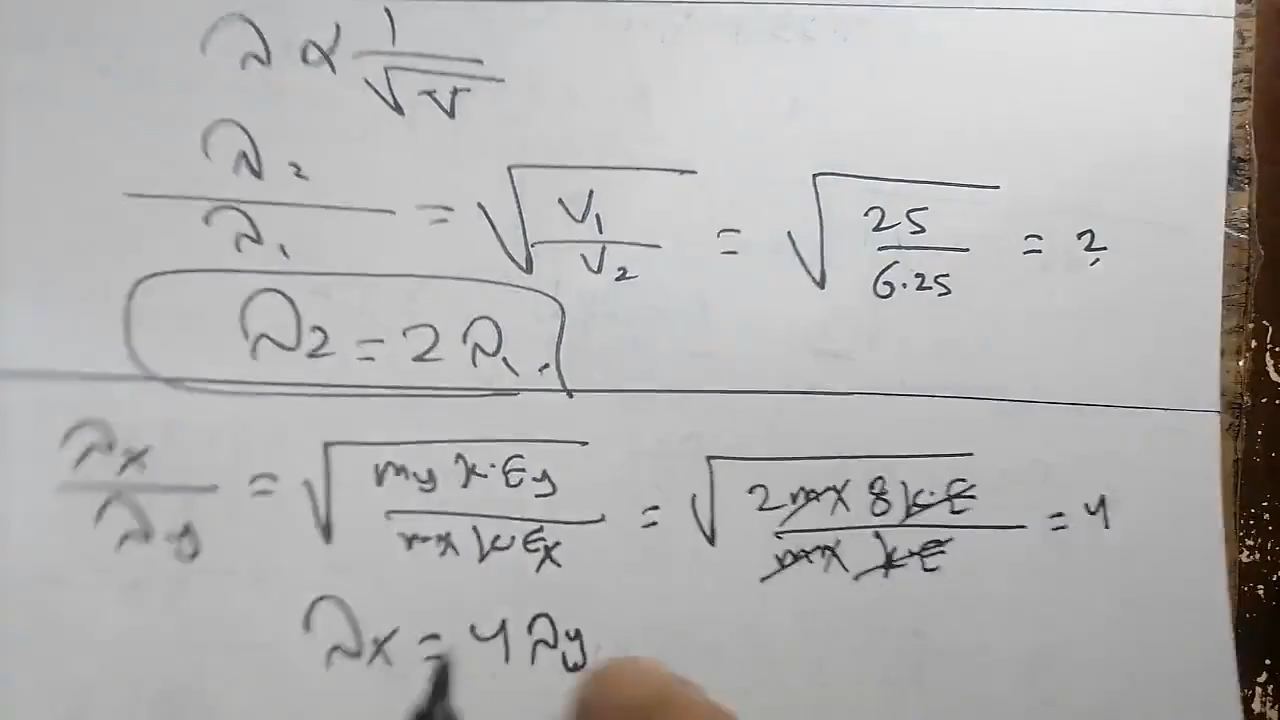 λ ∝ 1/√V
λ2/λ1 = √(V1/V2) = √(25/6.25) = 2
λ2 = 2λ1.
λx/λy = √(my K.Ey/mx K Ex) = √(2mx 8 K.E/mx K.E) = 4
λx = 4λy